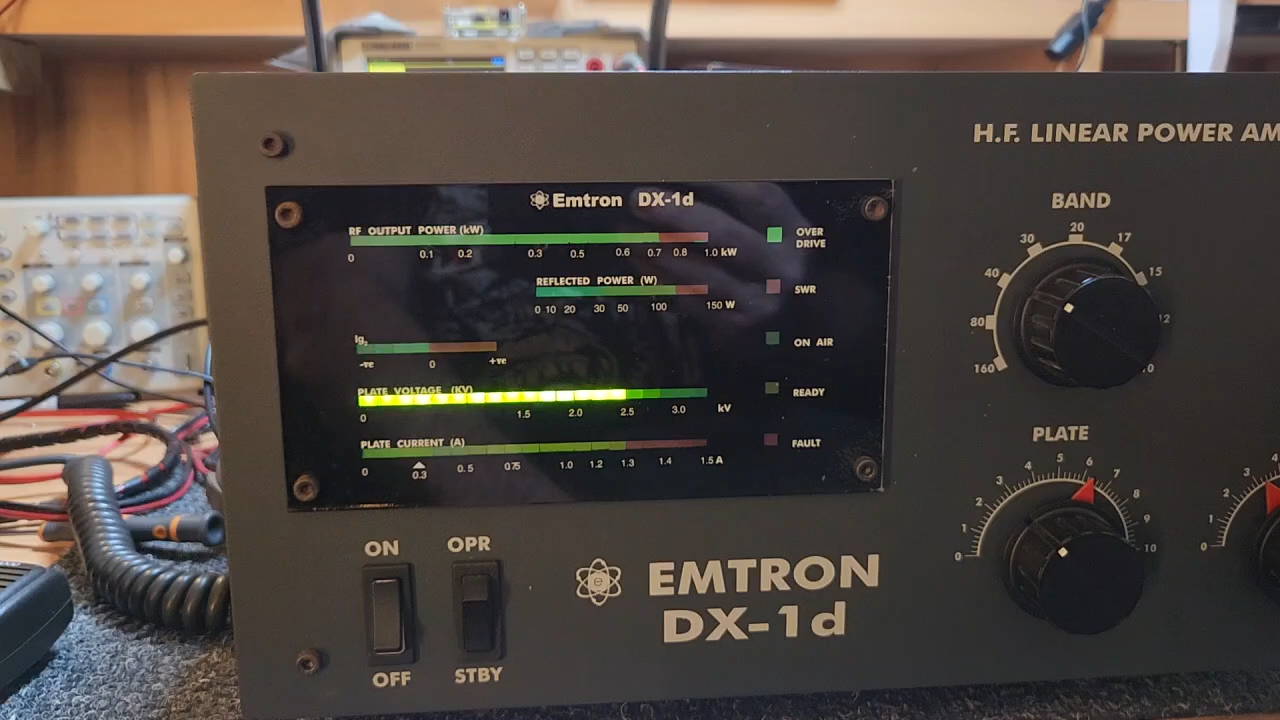 H.F. LINEAR POWER AM
Emtron DX-1d
RF OUTPUT POWER (kW)
0 0.1 0.2 0.3 0.5 0.6 0.7 0.8 1.0 kW
OVER
DRIVE
REFLECTED POWER (W)
0 10 20 30 50 100 150 W
SWR
Ig2
-ve 0 +ve
ON AIR
PLATE VOLTAGE (KV)
0 1.5 2.0 2.5 3.0 kV
READY
PLATE CURRENT (A)
0 0.3 0.5 0.75 1.0 1.2 1.3 1.4 1.5 A
FAULT
BAND
160 80 40 30 20 17 15 12 10
PLATE
0 1 2 3 4 5 6 7 8 9 10
0 1 2 3 4
ON
OFF
OPR
STBY
EMTRON
DX-1d